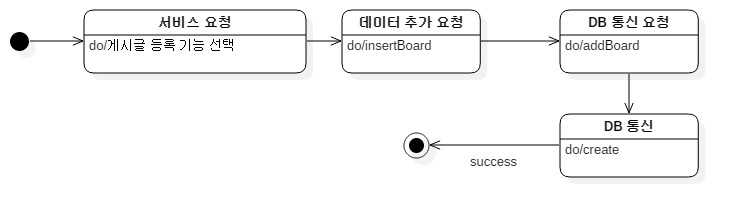 서비스 요청
do/게시글 등록 기능 선택
데이터 추가 요청
do/insertBoard
DB 통신 요청
do/addBoard
DB 통신
do/create
success